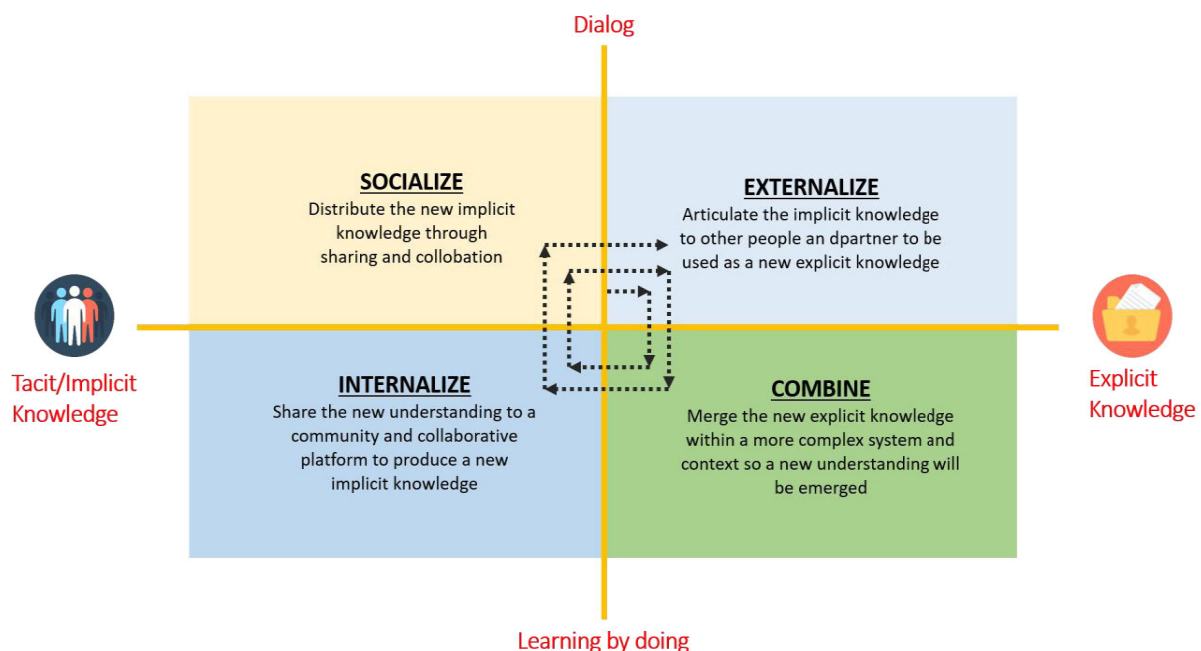 Dialog
SOCIALIZE
Distribute the new implicit
knowledge through
sharing and collobation
EXTERNALIZE
Articulate the implicit knowledge
to other people an dpartner to be
used as a new explicit knowledge
Tacit/Implicit
Knowledge
Explicit
Knowledge
INTERNALIZE
Share the new understanding to a
community and collaborative
platform to produce a new
implicit knowledge
COMBINE
Merge the new explicit knowledge
within a more complex system and
context so a new understanding will
be emerged
Learning by doing